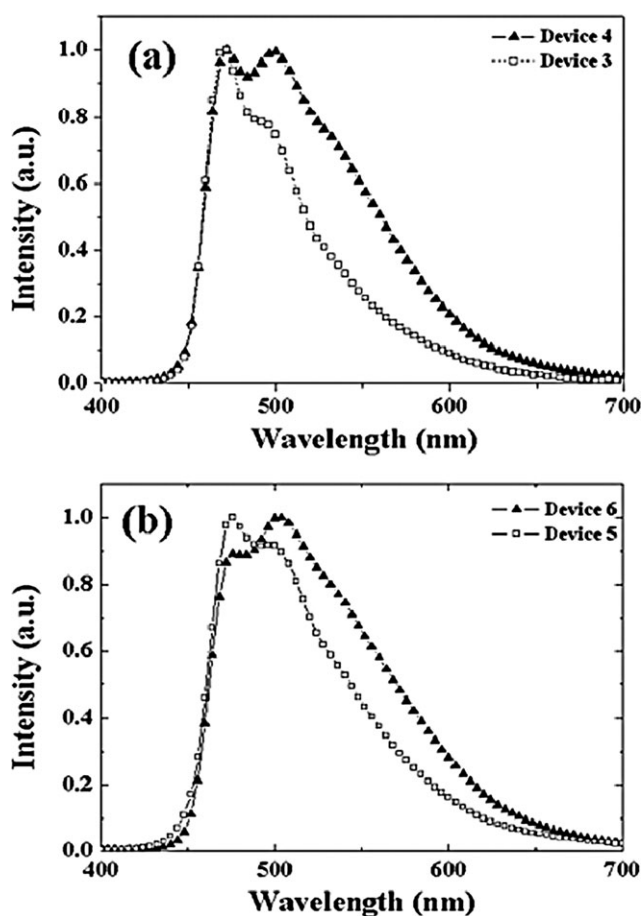 (a)
Device 4
Device 3
Intensity (a.u.)
1.0
0.8
0.6
0.4
0.2
0.0
400 500 600 700
Wavelength (nm)
(b)
Device 6
Device 5
Intensity (a.u.)
1.0
0.8
0.6
0.4
0.2
0.0
400 500 600 700
Wavelength (nm)